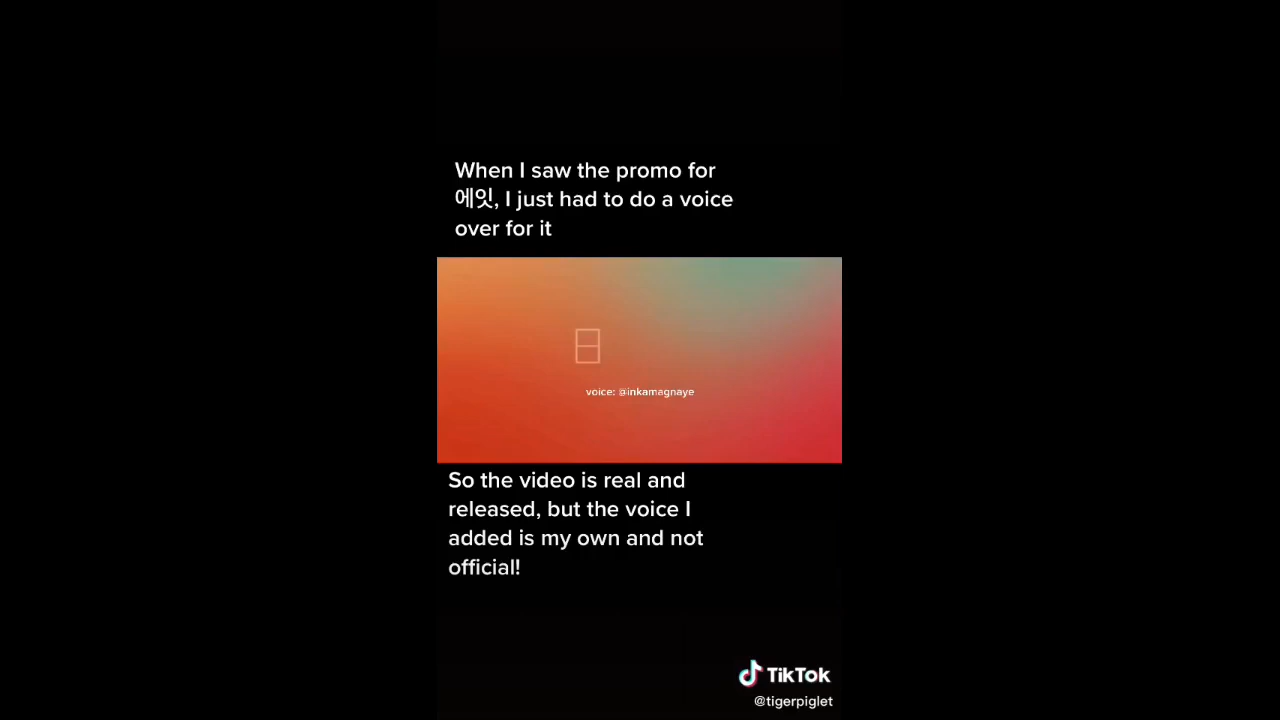 When I saw the promo for
에잇, I just had to do a voice
over for it
voice: @inkamagnaye
So the video is real and
released, but the voice I
added is my own and not
official!
TikTok
@tigerpiglet